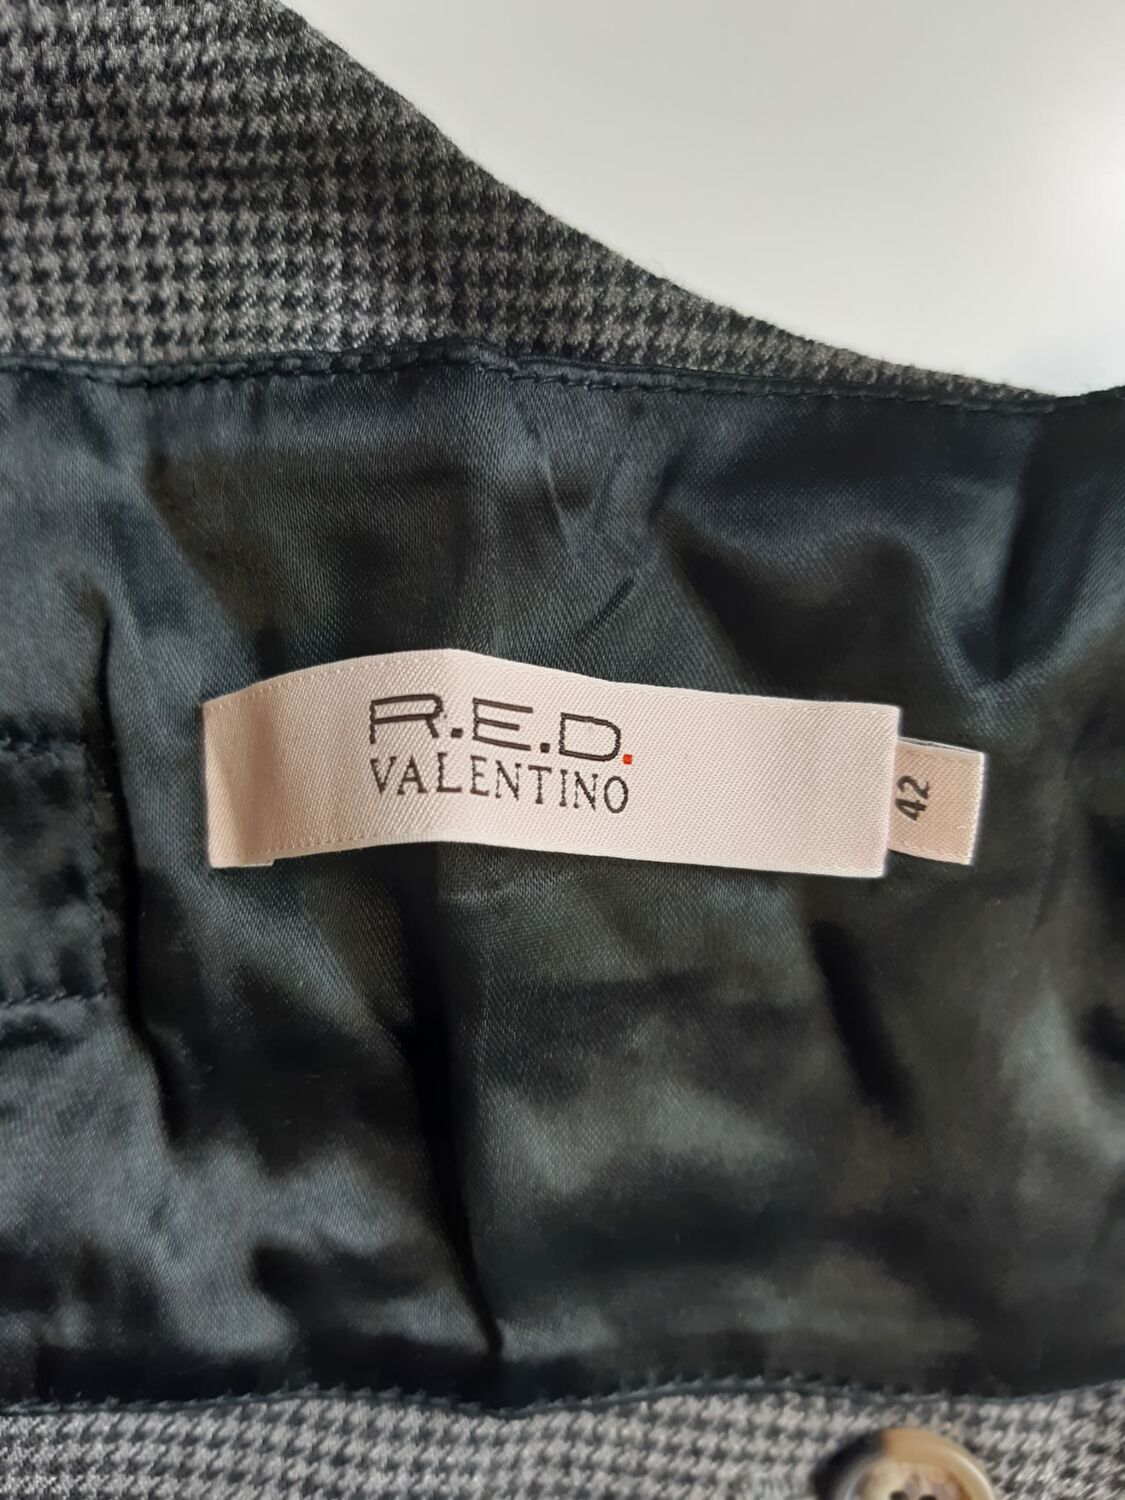 R.E.D.
VALENTINO
42